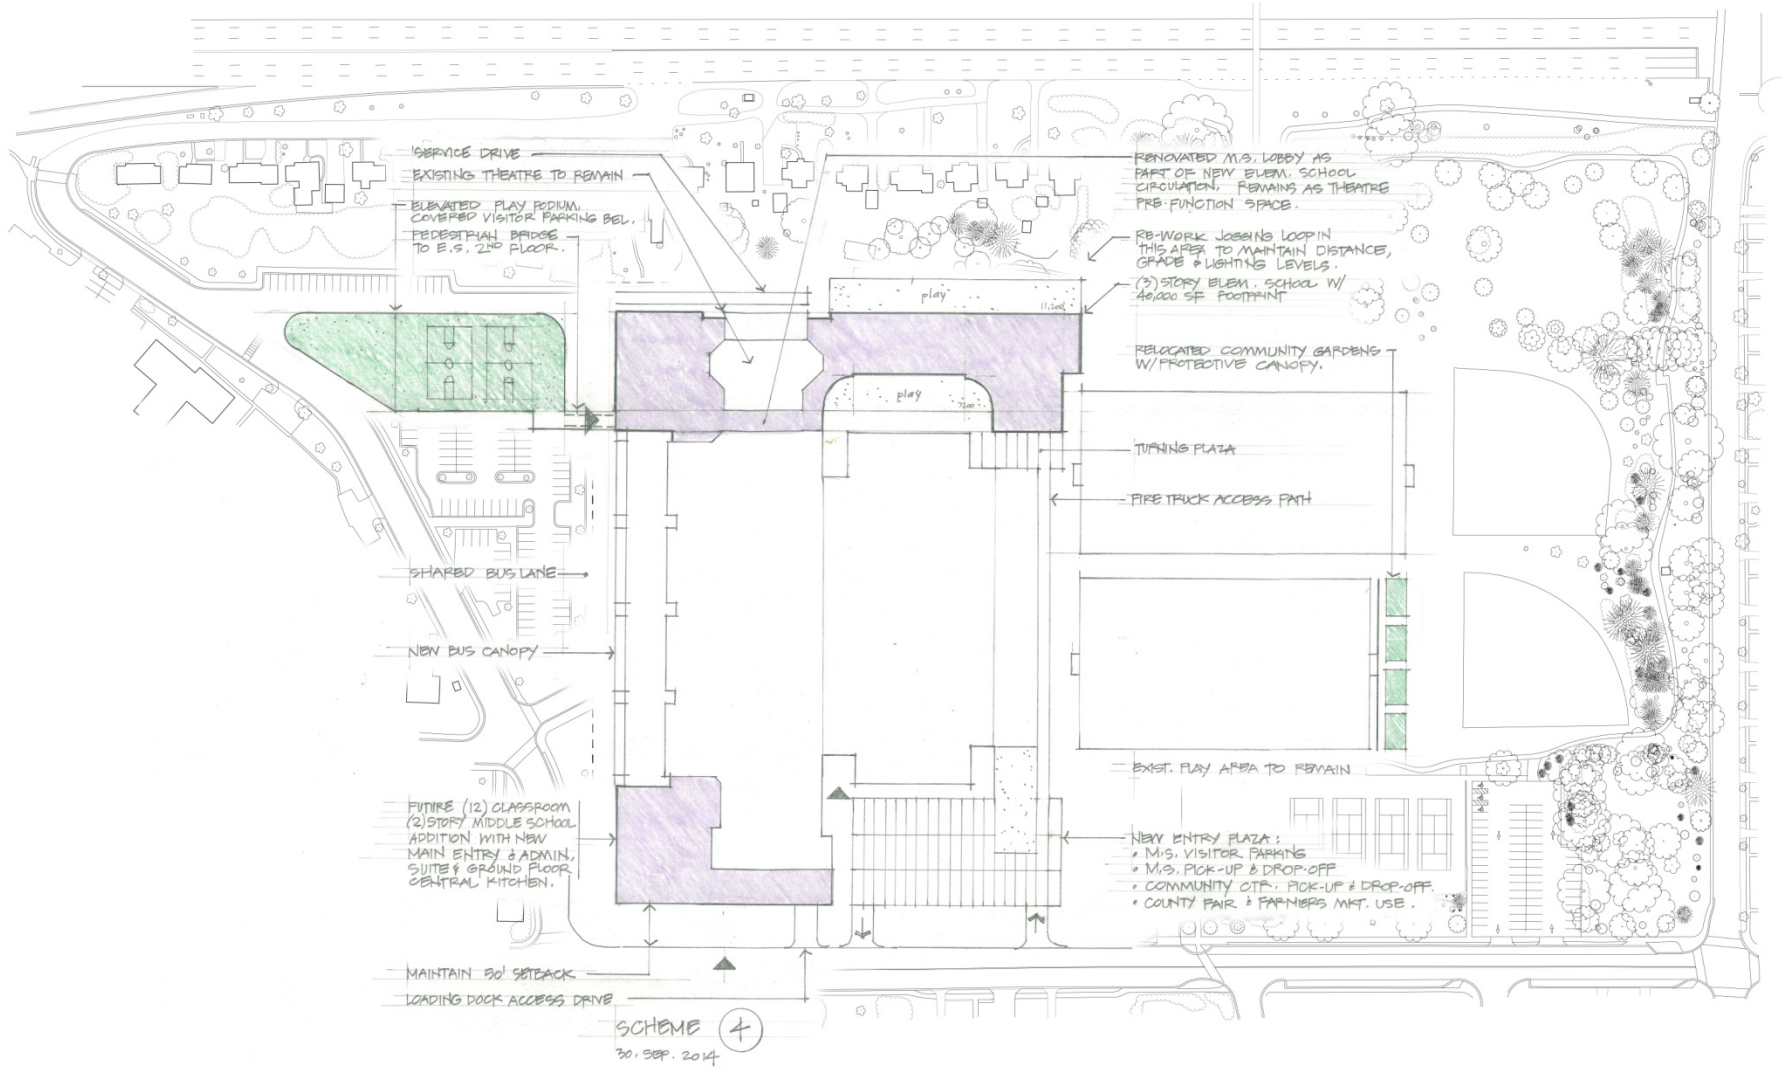 SERVICE DRIVE
EXISTING THEATRE TO REMAIN
ELEVATED PLAY PODIUM,
COVERED VISITOR PARKING BEL.
PEDESTRIAN BRIDGE
TO E.S. 2ND FLOOR.
RENOVATED M.S. LOBBY AS
PART OF NEW ELEM. SCHOOL
CIRCULATION, REMAINS AS THEATRE
PRE-FUNCTION SPACE.
RE-WORK JOGGING LOOP IN
THIS AREA TO MAINTAIN DISTANCE,
GRADE & LIGHTING LEVELS.
(3) STORY ELEM. SCHOOL W/
40,000 SF FOOTPRINT
play
11,200
play
7200
RELOCATED COMMUNITY GARDENS
W/ PROTECTIVE CANOPY.
TURNING PLAZA
FIRE TRUCK ACCESS PATH
SHARED BUS LANE
NEW BUS CANOPY
EXIST. PLAY AREA TO REMAIN
FUTURE (12) CLASSROOM
(2) STORY MIDDLE SCHOOL
ADDITION WITH NEW
MAIN ENTRY & ADMIN,
SUITE & GROUND FLOOR
CENTRAL KITCHEN.
NEW ENTRY PLAZA:
• M.S. VISITOR PARKING
• M.S. PICK-UP & DROP-OFF
• COMMUNITY CTR. PICK-UP & DROP-OFF.
• COUNTY FAIR & FARMERS MKT. USE.
MAINTAIN 50' SETBACK
LOADING DOCK ACCESS DRIVE
SCHEME 4
30. SEP. 2014